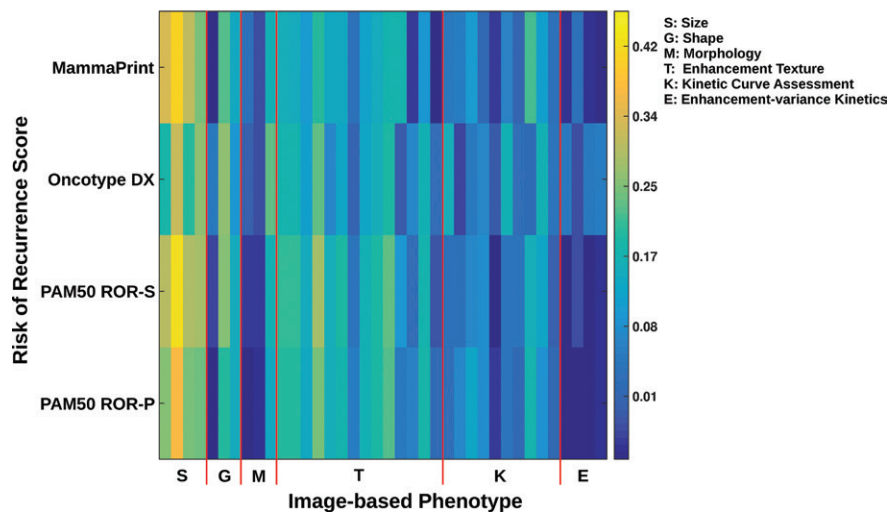 Risk of Recurrence Score
MammaPrint
Oncotype DX
PAM50 ROR-S
PAM50 ROR-P
S G M T K E
Image-based Phenotype
0.42
0.34
0.25
0.17
0.08
0.01
S: Size
G: Shape
M: Morphology
T: Enhancement Texture
K: Kinetic Curve Assessment
E: Enhancement-variance Kinetics